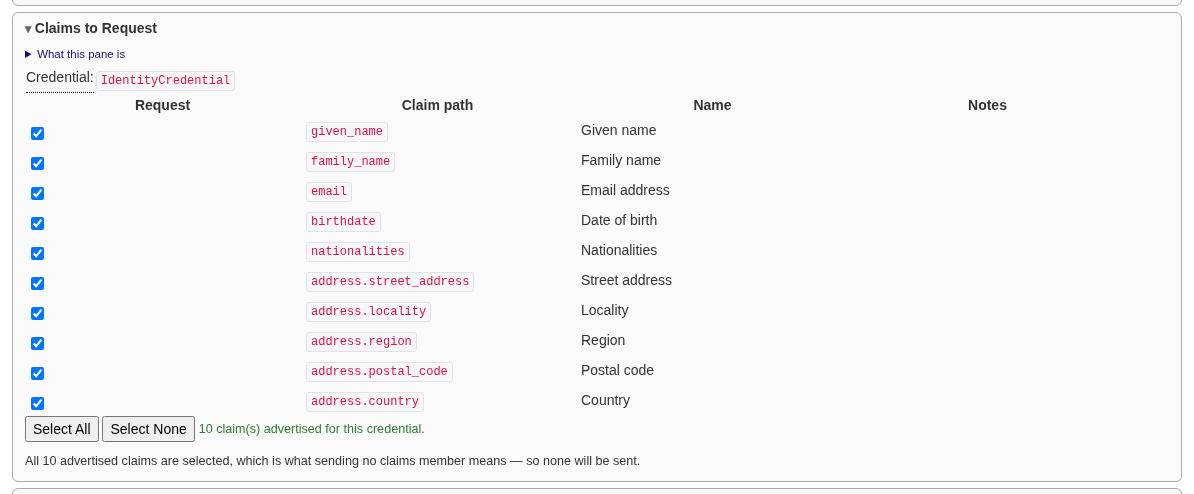 ▾ Claims to Request
▶ What this pane is
Credential: IdentityCredential
Request Claim path Name Notes
given_name Given name
family_name Family name
email Email address
birthdate Date of birth
nationalities Nationalities
address.street_address Street address
address.locality Locality
address.region Region
address.postal_code Postal code
address.country Country
Select All Select None 10 claim(s) advertised for this credential.
All 10 advertised claims are selected, which is what sending no claims member means — so none will be sent.